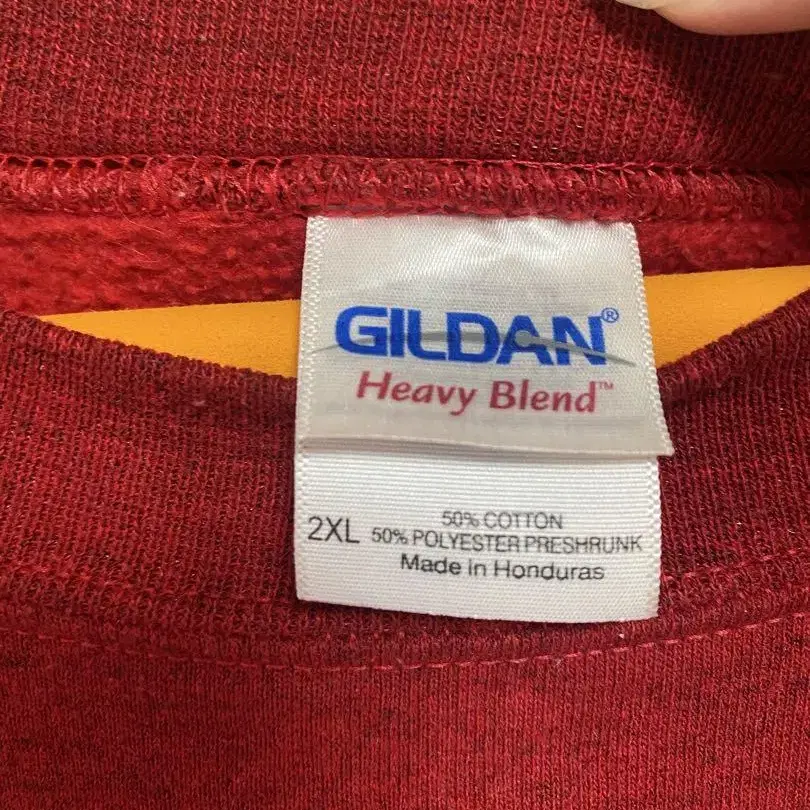 GILDAN®
Heavy Blend™
2XL
50% COTTON
50% POLYESTER PRESHRUNK
Made in Honduras